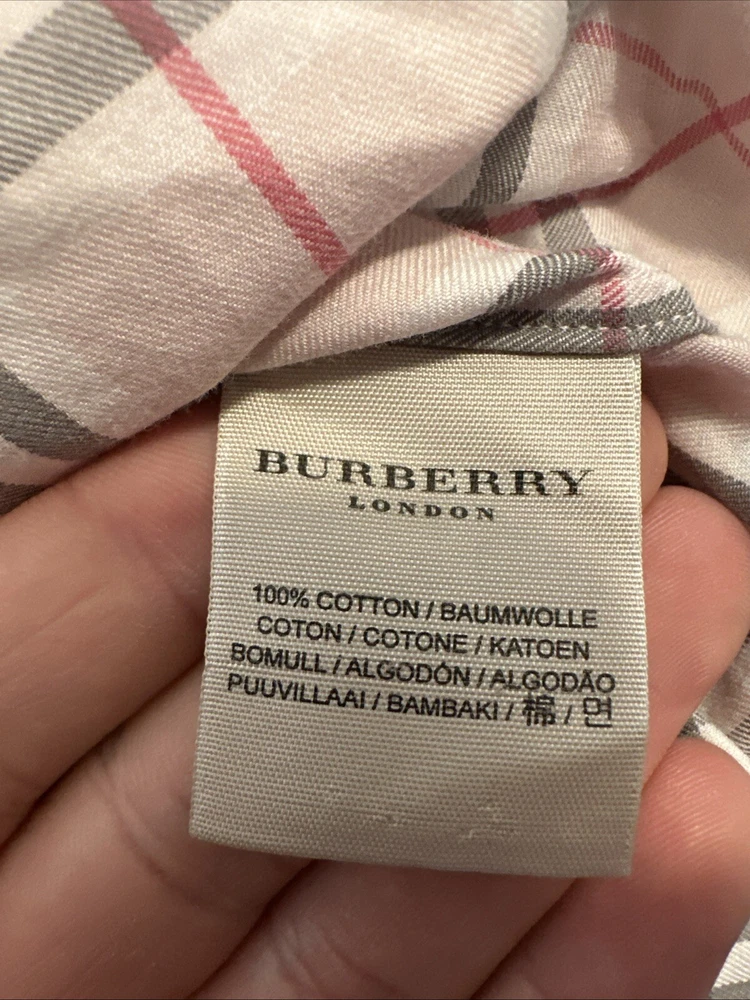 BURBERRY
LONDON
100% COTTON / BAUMWOLLE
COTON / COTONE / KATOEN
BOMULL / ALGODÓN / ALGODÃO
PUUVILLAAI / BAMBAKI / 棉 / 면